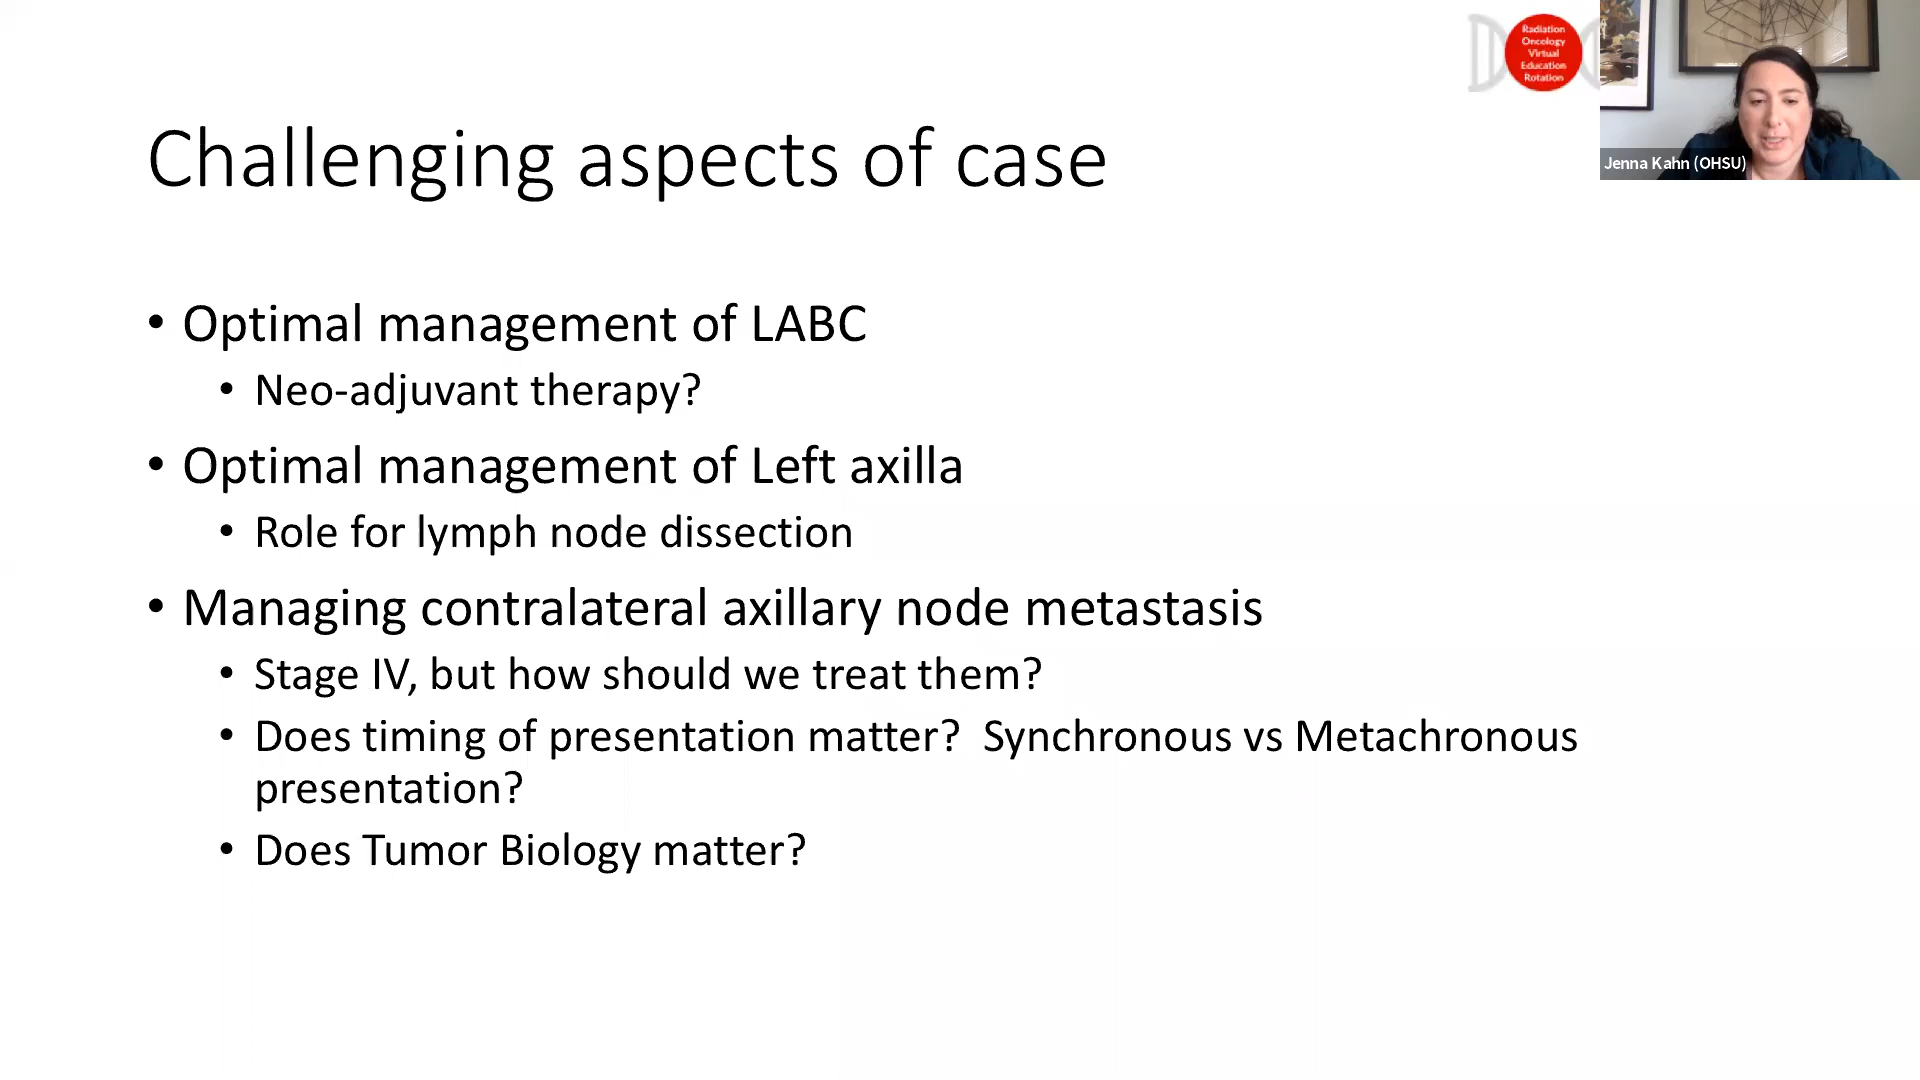 Radiation
Oncology
Virtual
Education
Rotation
Jenna Kahn (OHSU)
Challenging aspects of case
• Optimal management of LABC
• Neo-adjuvant therapy?
• Optimal management of Left axilla
• Role for lymph node dissection
• Managing contralateral axillary node metastasis
• Stage IV, but how should we treat them?
• Does timing of presentation matter?  Synchronous vs Metachronous
presentation?
• Does Tumor Biology matter?